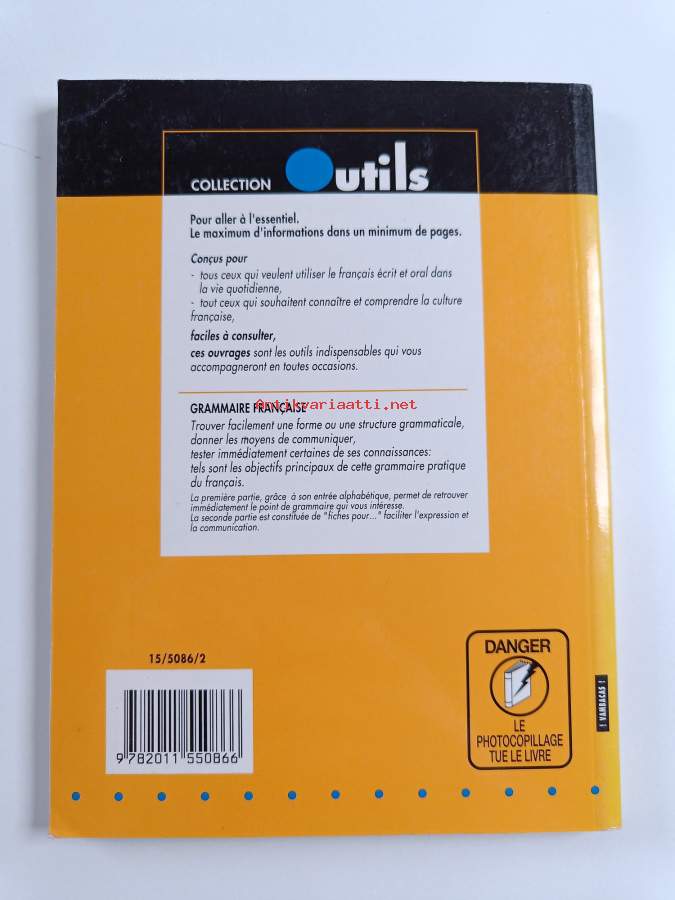 COLLECTION Outils
Pour aller à l'essentiel.
Le maximum d'informations dans un minimum de pages.
Conçus pour
- tous ceux qui veulent utiliser le français écrit et oral dans
la vie quotidienne,
- tout ceux qui souhaitent connaître et comprendre la culture
française,
faciles à consulter,
ces ouvrages sont les outils indispensables qui vous
accompagneront en toutes occasions.
Antikvariaatti.net
GRAMMAIRE FRANÇAISE
Trouver facilement une forme ou une structure grammaticale,
donner les moyens de communiquer,
tester immédiatement certaines de ses connaissances:
tels sont les objectifs principaux de cette grammaire pratique
du français.
La première partie, grâce à son entrée alphabétique, permet de retrouver
immédiatement le point de grammaire qui vous intéresse.
La seconde partie est constituée de "fiches pour..." faciliter l'expression et
la communication.
15/5086/2
9 782011 550866
DANGER
LE
PHOTOCOPILLAGE
TUE LE LIVRE
! VAMBACAS !